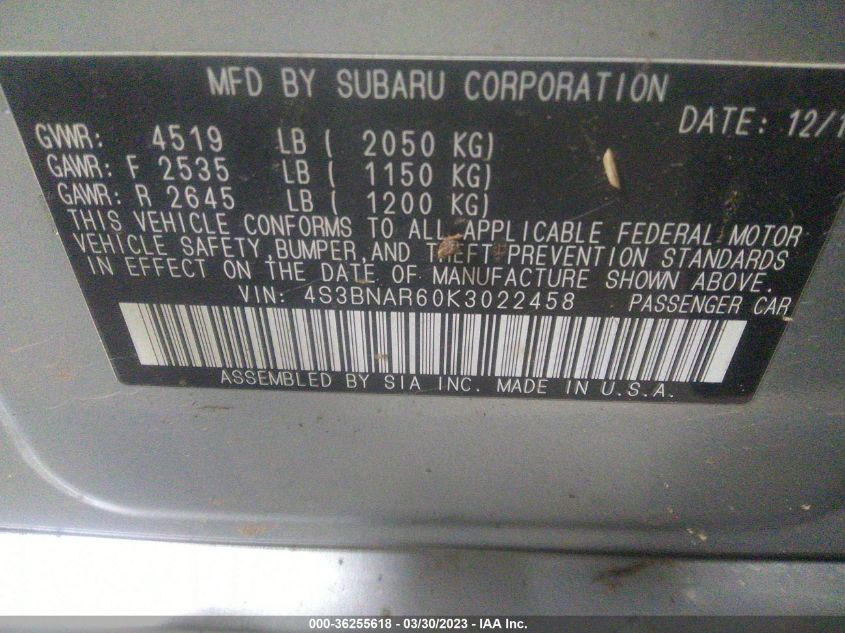 MFD BY SUBARU CORPORATION
DATE: 12/1
GVWR: 4519 LB ( 2050 KG)
GAWR: F 2535 LB ( 1150 KG)
GAWR: R 2645 LB ( 1200 KG)
THIS VEHICLE CONFORMS TO ALL APPLICABLE FEDERAL MOTOR
VEHICLE SAFETY,BUMPER,AND THEFT PREVENTION STANDARDS
IN EFFECT ON THE DATE OF MANUFACTURE SHOWN ABOVE.
VIN: 4S3BNAR60K3022458 PASSENGER CAR
ASSEMBLED BY SIA INC. MADE IN U.S.A.
000-36255618 - 03/30/2023 - IAA Inc.